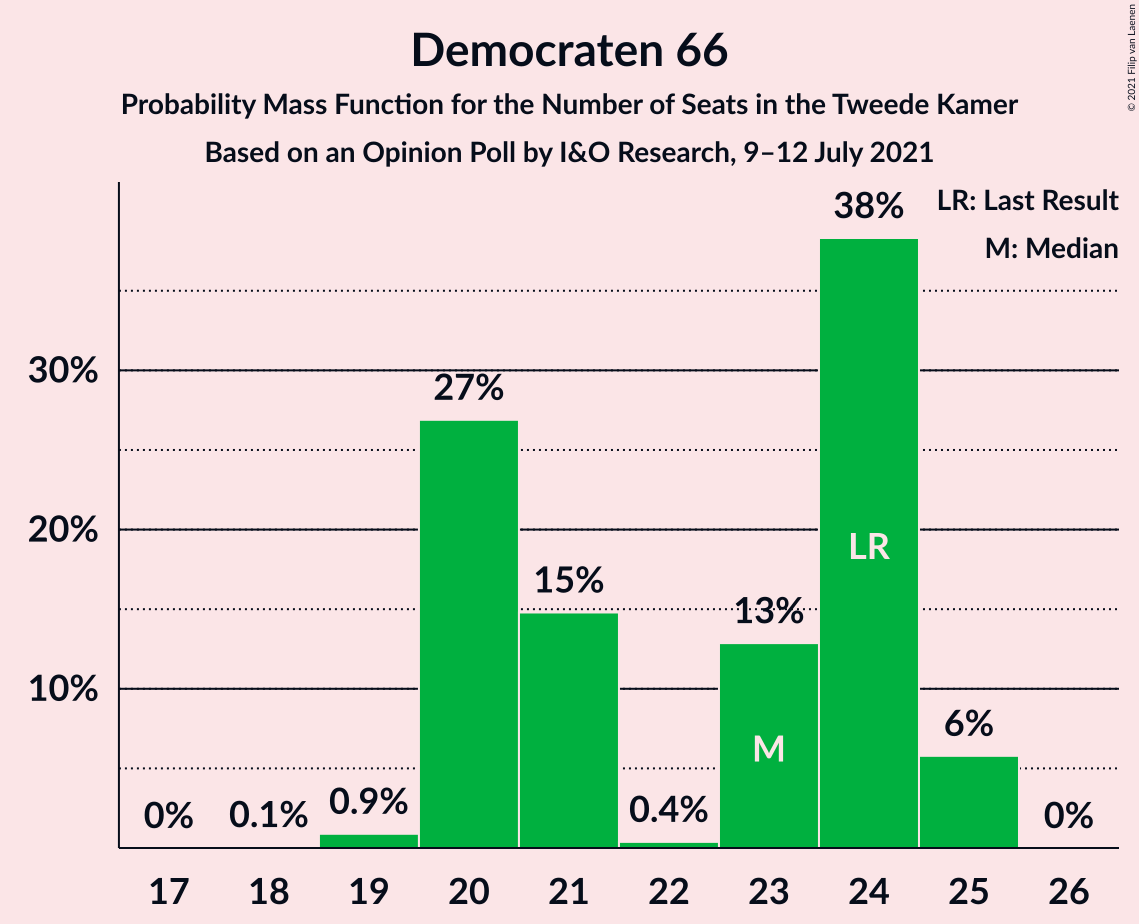 Democraten 66
Probability Mass Function for the Number of Seats in the Tweede Kamer
Based on an Opinion Poll by I&O Research, 9–12 July 2021
© 2021 Filip van Laenen
LR: Last Result
M: Median
38%
30%
27%
20%
LR
15%
13%
10%
M
6%
0%
0.1%
0.9%
0.4%
0%
17 18 19 20 21 22 23 24 25 26